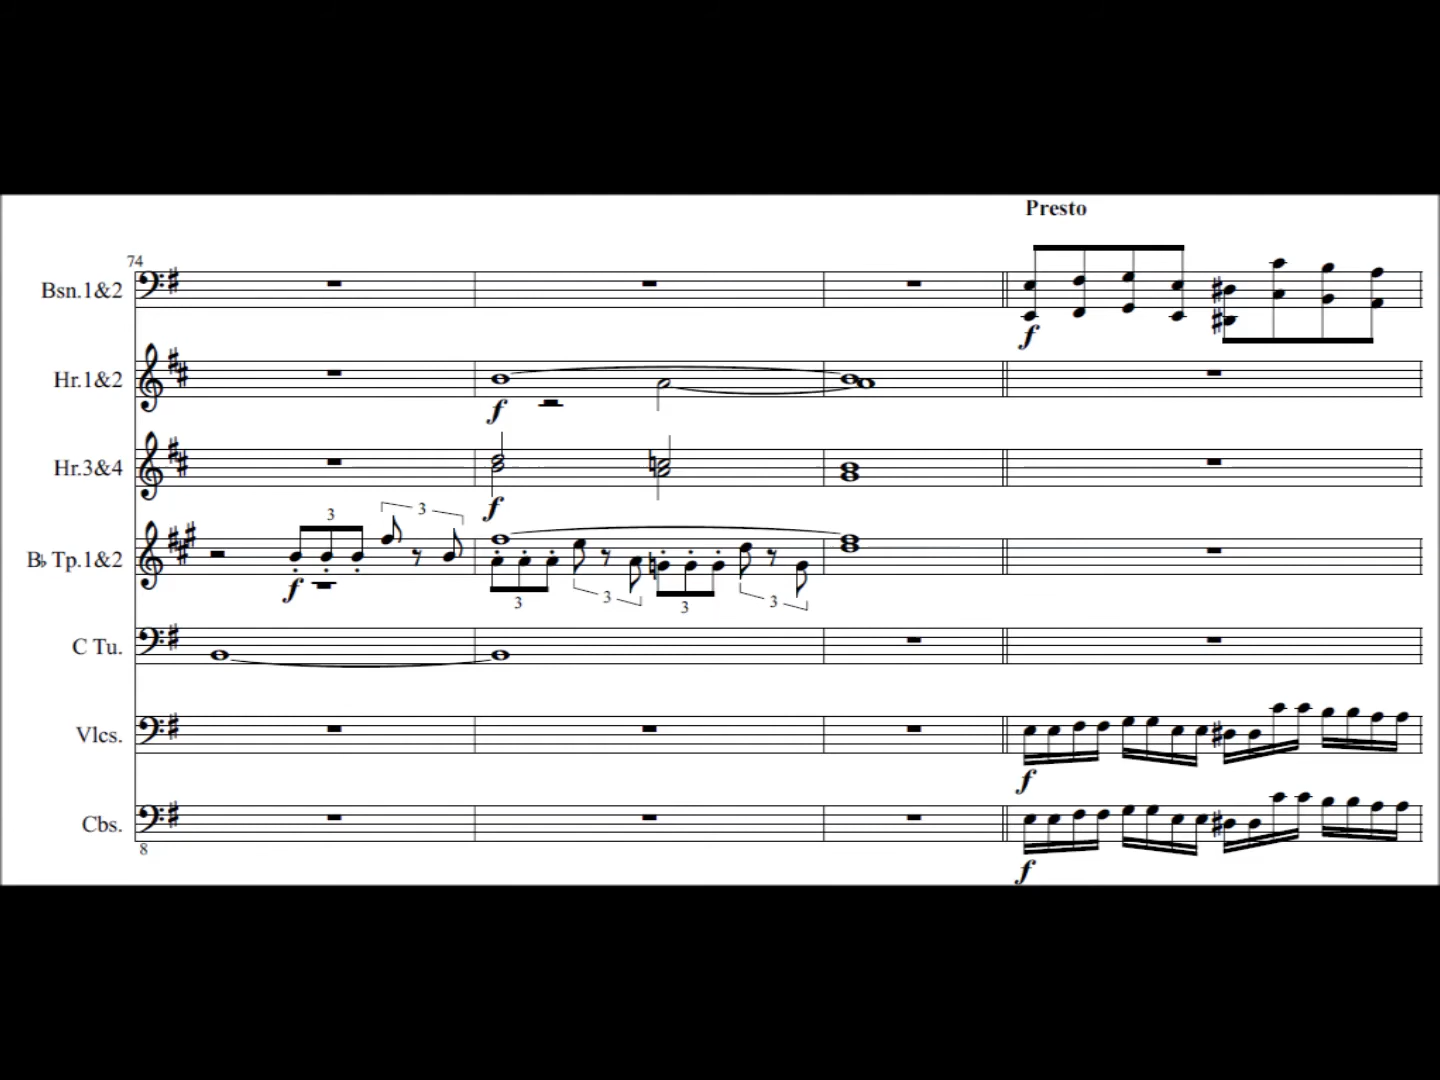 Presto
74
Bsn.1&2
f
Hr.1&2
f
Hr.3&4
f
3 3
B♭ Tp.1&2
f
3 3 3 3
C Tu.
Vlcs.
f
Cbs.
8
f